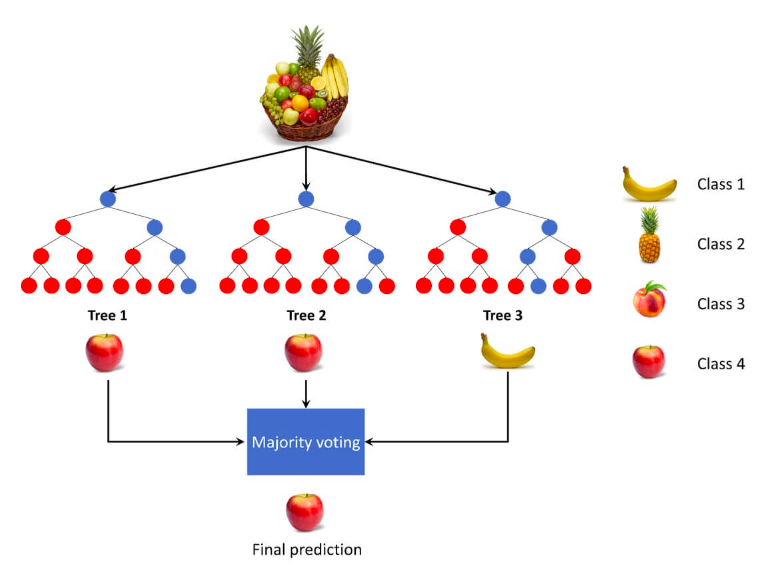 Class 1
Class 2
Class 3
Class 4
Tree 1
Tree 2
Tree 3
Majority voting
Final prediction